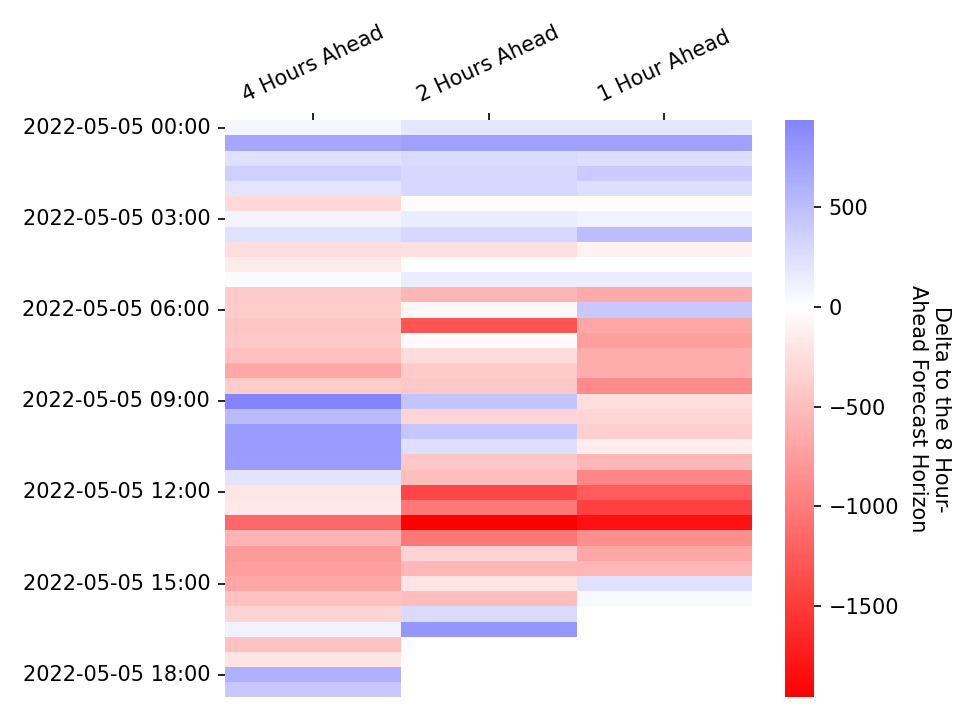 4 Hours Ahead
2 Hours Ahead
1 Hour Ahead
2022-05-05 00:00
2022-05-05 03:00
2022-05-05 06:00
2022-05-05 09:00
2022-05-05 12:00
2022-05-05 15:00
2022-05-05 18:00
500
0
−500
−1000
−1500
Delta to the 8 Hour-
Ahead Forecast Horizon